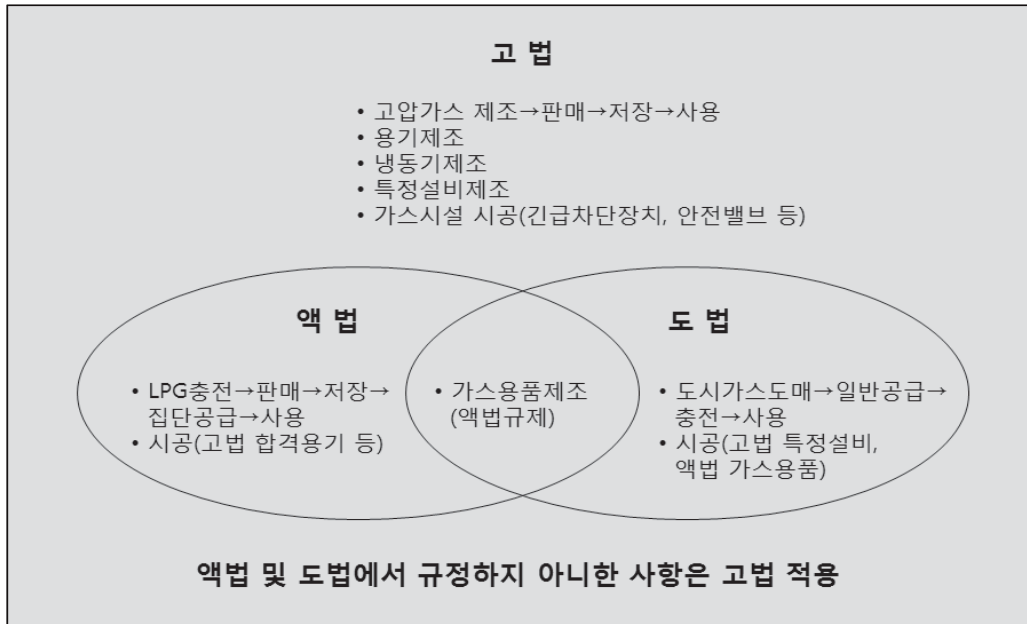 고 법
• 고압가스 제조→판매→저장→사용
• 용기제조
• 냉동기제조
• 특정설비제조
• 가스시설 시공(긴급차단장치, 안전밸브 등)
액 법
• LPG충전→판매→저장→
집단공급→사용
• 시공(고법 합격용기 등)
• 가스용품제조
(액법규제)
도 법
• 도시가스도매→일반공급→
충전→사용
• 시공(고법 특정설비,
액법 가스용품)
액법 및 도법에서 규정하지 아니한 사항은 고법 적용